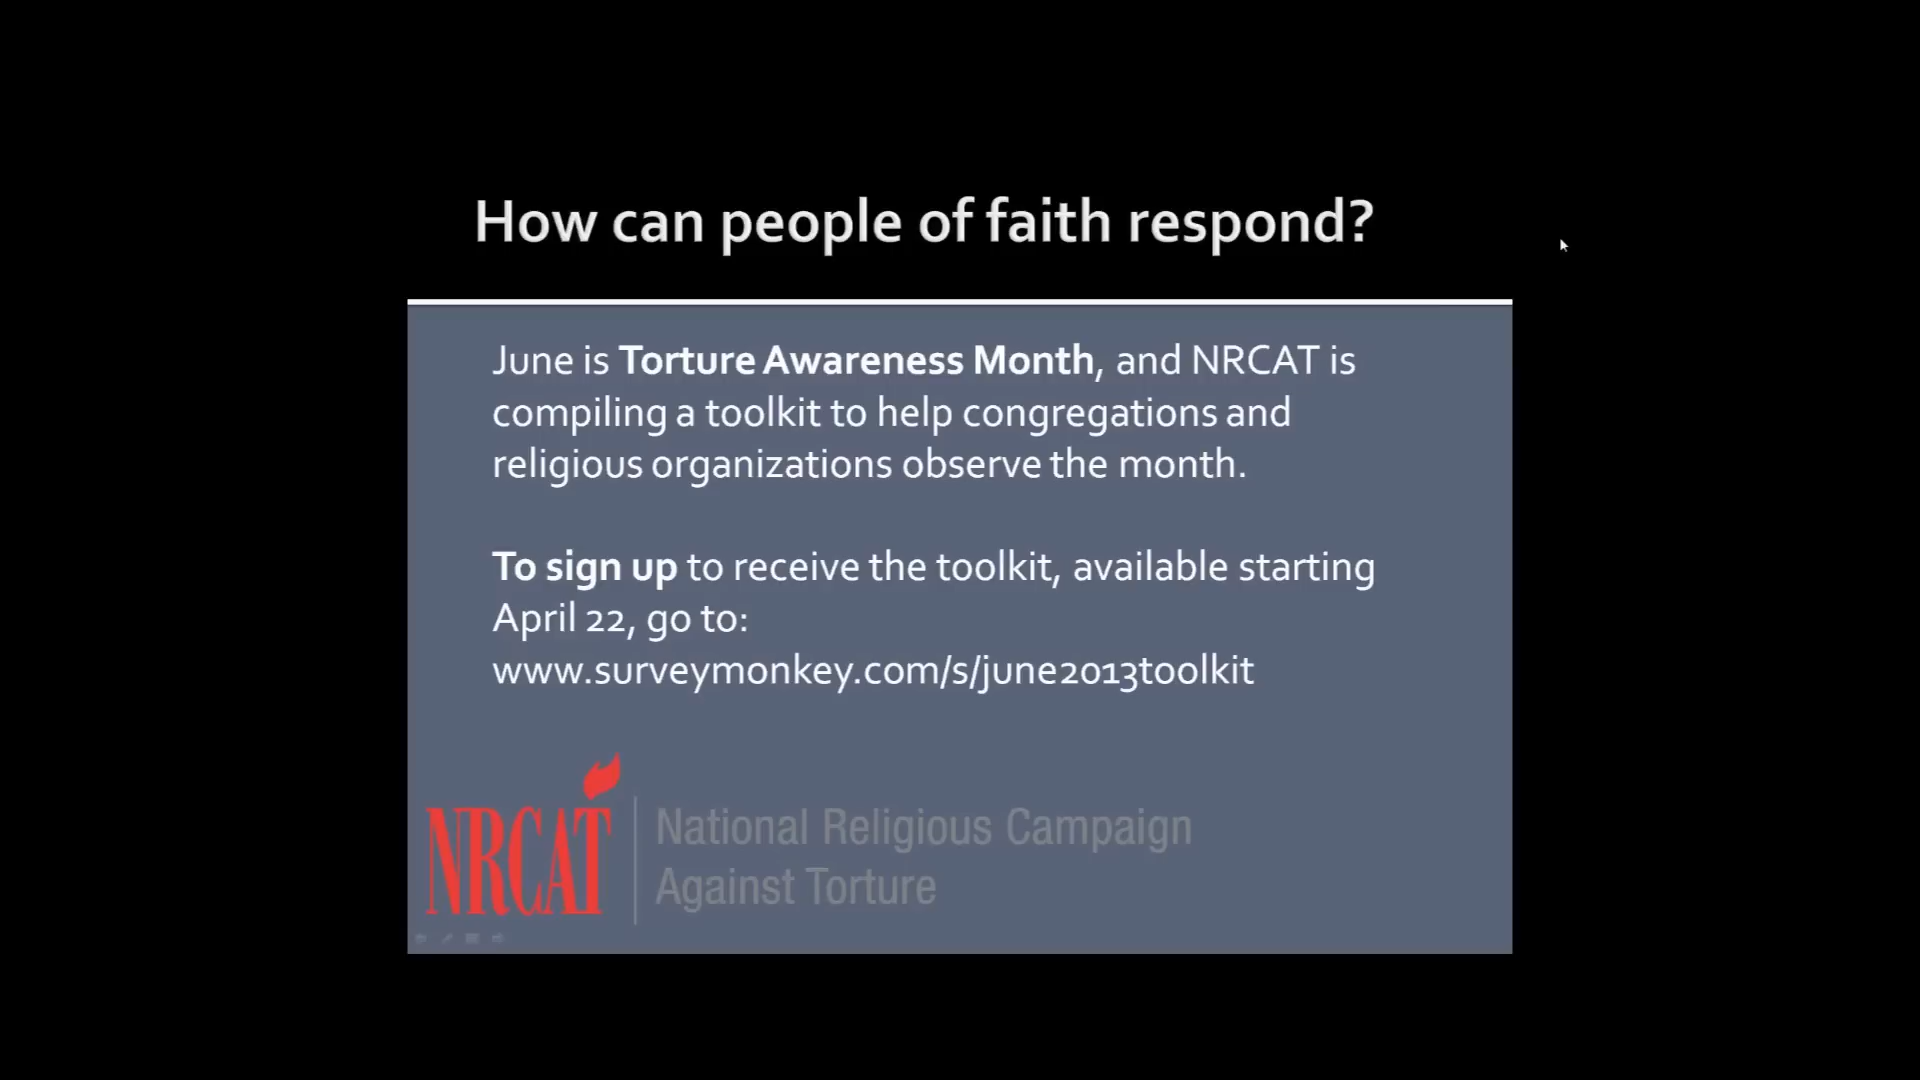 How can people of faith respond?
June is Torture Awareness Month, and NRCAT is
compiling a toolkit to help congregations and
religious organizations observe the month.
To sign up to receive the toolkit, available starting
April 22, go to:
www.surveymonkey.com/s/june2013toolkit
NRCAT
National Religious Campaign
Against Torture